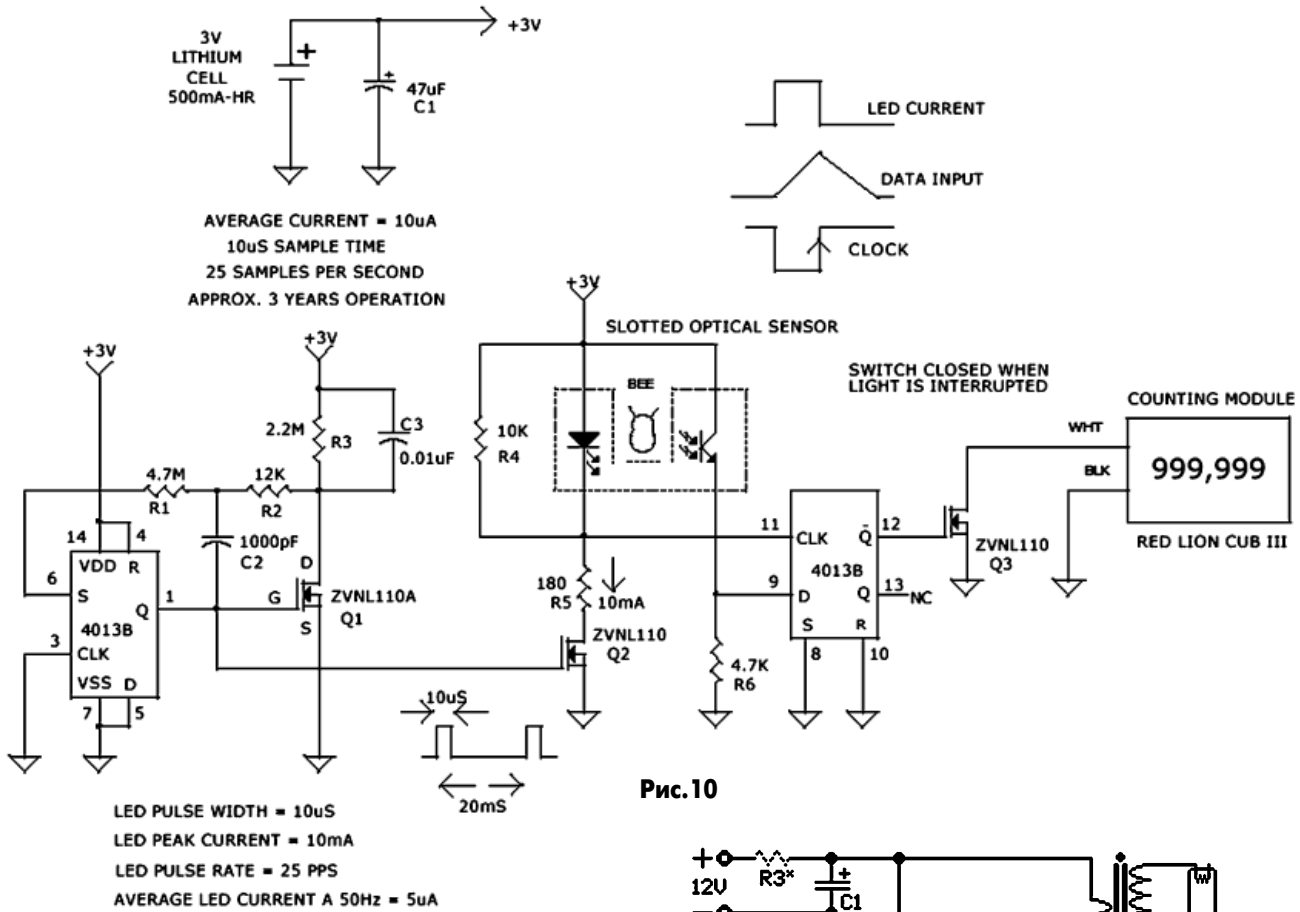 3V
LITHIUM
CELL
500mA-HR
+
+3V
+
47uF
C1
LED CURRENT
DATA INPUT
CLOCK
AVERAGE CURRENT = 10uA
10uS SAMPLE TIME
25 SAMPLES PER SECOND
APPROX. 3 YEARS OPERATION
+3V
+3V
+3V
SLOTTED OPTICAL SENSOR
BEE
SWITCH CLOSED WHEN
LIGHT IS INTERRUPTED
COUNTING MODULE
WHT
BLK
999,999
RED LION CUB III
2.2M
R3
C3
0.01uF
10K
R4
4.7M
R1
12K
R2
1000pF
C2
14
4
VDD R
6
S
Q
1
4013B
3
CLK
VSS D
7
5
D
G
S
ZVNL110A
Q1
180
R5
10mA
ZVNL110
Q2
11
CLK
Q̄
12
4013B
9
D
Q
13
NC
S
R
8
10
ZVNL110
Q3
4.7K
R6
10uS
20mS
Рис.10
LED PULSE WIDTH = 10uS
LED PEAK CURRENT = 10mA
LED PULSE RATE = 25 PPS
AVERAGE LED CURRENT A 50Hz = 5uA
+
12V
−
R3*
+
C1